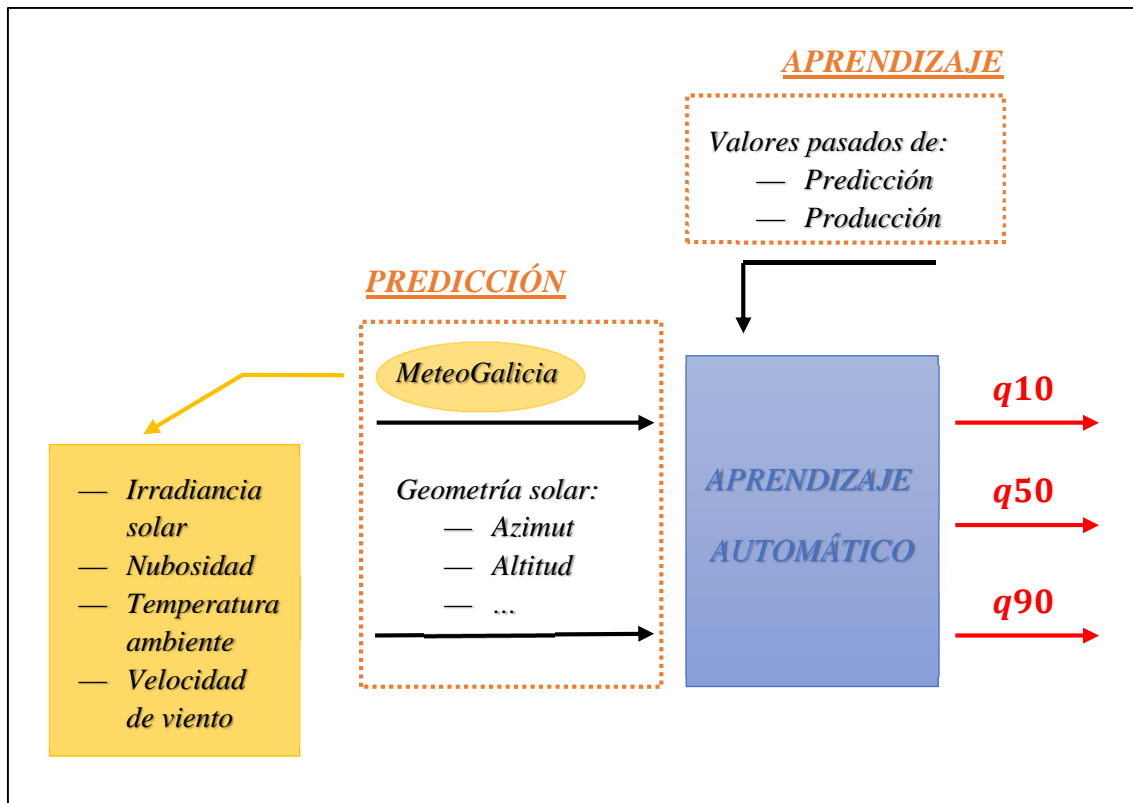 APRENDIZAJE
Valores pasados de:
— Predicción
— Producción
PREDICCIÓN
MeteoGalicia
Geometría solar:
— Azimut
— Altitud
— ...
— Irradiancia
solar
— Nubosidad
— Temperatura
ambiente
— Velocidad
de viento
APRENDIZAJE
AUTOMÁTICO
q10
q50
q90